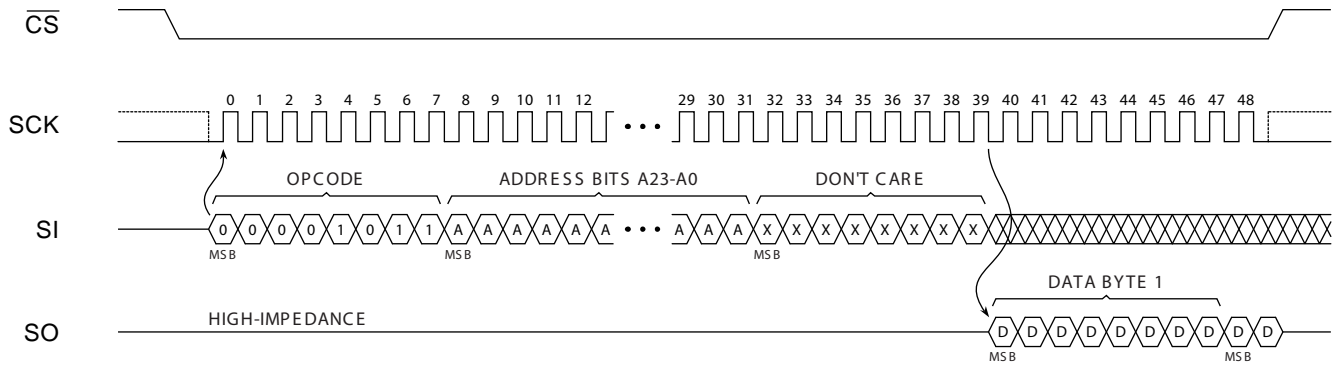 CS
0 1 2 3 4 5 6 7 8 9 10 11 12 29 30 31 32 33 34 35 36 37 38 39 40 41 42 43 44 45 46 47 48
SCK
OPCODE ADDRESS BITS A23-A0 DON'T CARE
SI 0 0 0 0 1 0 1 1 A A A A A A A A A X X X X X X X X
MSB MSB MSB
DATA BYTE 1
HIGH-IMPEDANCE
SO D D D D D D D D D D
MSB MSB